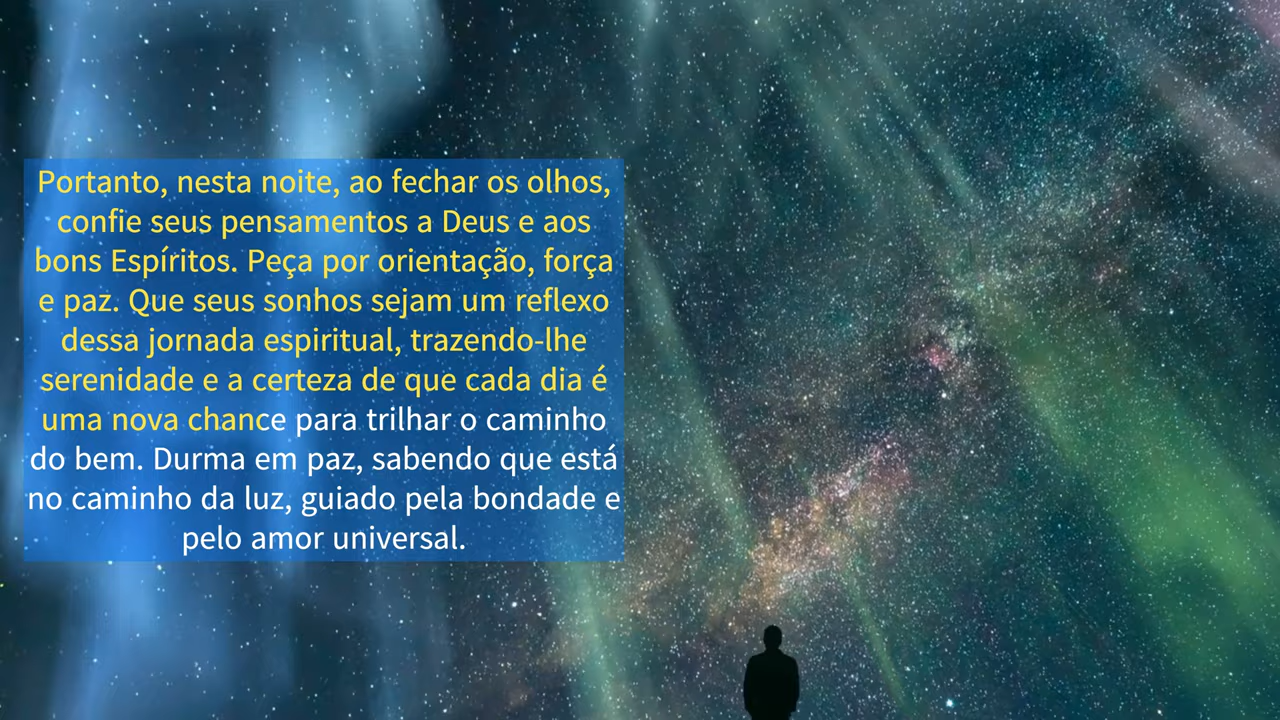 Portanto, nesta noite, ao fechar os olhos,
confie seus pensamentos a Deus e aos
bons Espíritos. Peça por orientação, força
e paz. Que seus sonhos sejam um reflexo
dessa jornada espiritual, trazendo-lhe
serenidade e a certeza de que cada dia é
uma nova chance para trilhar o caminho
do bem. Durma em paz, sabendo que está
no caminho da luz, guiado pela bondade e
pelo amor universal.